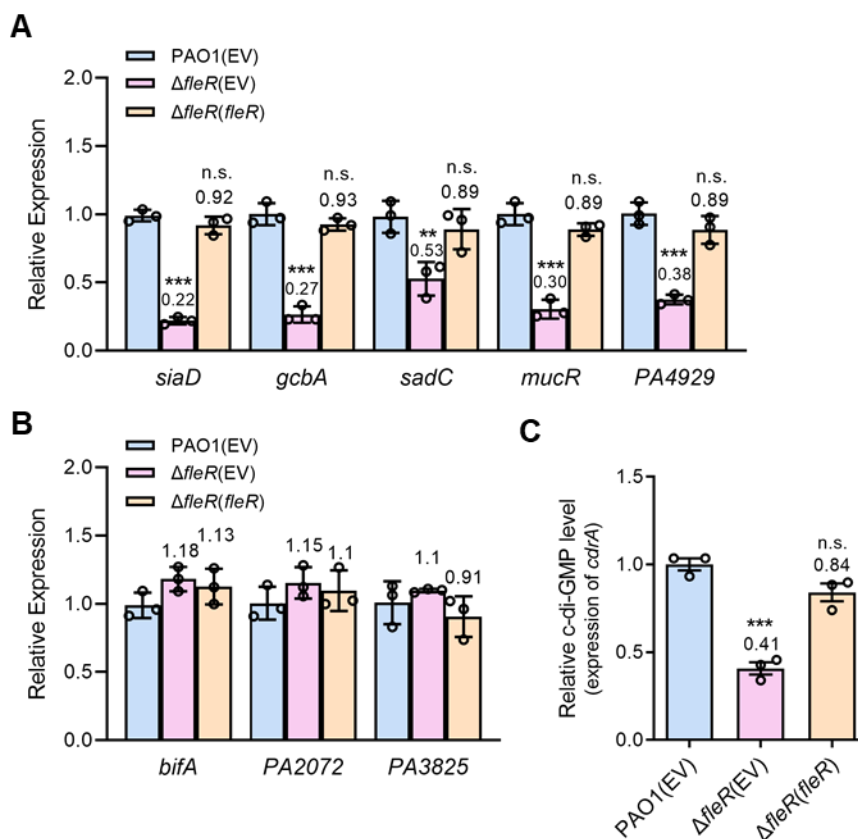 A
PAO1(EV)
ΔfleR(EV)
ΔfleR(fleR)
Relative Expression
2.0
1.5
1.0
0.5
0.0
*** 0.22
n.s. 0.92
*** 0.27
n.s. 0.93
** 0.53
n.s. 0.89
*** 0.30
n.s. 0.89
*** 0.38
n.s. 0.89
siaD gcbA sadC mucR PA4929
B
PAO1(EV)
ΔfleR(EV)
ΔfleR(fleR)
Relative Expression
2.0
1.5
1.0
0.5
0.0
1.18 1.13 1.15 1.1 1.1 0.91
bifA PA2072 PA3825
C
Relative c-di-GMP level
(expression of cdrA)
1.5
1.0
0.5
0.0
*** 0.41
n.s. 0.84
PAO1(EV)
ΔfleR(EV)
ΔfleR(fleR)